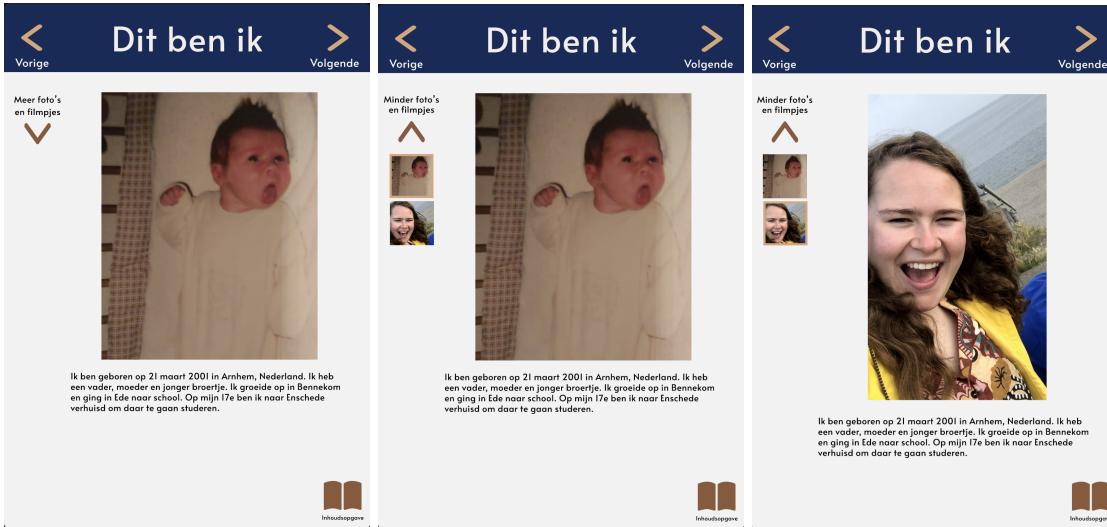 Dit ben ik
Vorige
Volgende
Meer foto's
en filmpjes
Ik ben geboren op 21 maart 2001 in Arnhem, Nederland. Ik heb
een vader, moeder en jonger broertje. Ik groeide op in Bennekom
en ging in Ede naar school. Op mijn 17e ben ik naar Enschede
verhuisd om daar te gaan studeren.
Inhoudsopgave
Dit ben ik
Vorige
Volgende
Minder foto's
en filmpjes
Ik ben geboren op 21 maart 2001 in Arnhem, Nederland. Ik heb
een vader, moeder en jonger broertje. Ik groeide op in Bennekom
en ging in Ede naar school. Op mijn 17e ben ik naar Enschede
verhuisd om daar te gaan studeren.
Inhoudsopgave
Dit ben ik
Vorige
Volgende
Minder foto's
en filmpjes
Ik ben geboren op 21 maart 2001 in Arnhem, Nederland. Ik heb
een vader, moeder en jonger broertje. Ik groeide op in Bennekom
en ging in Ede naar school. Op mijn 17e ben ik naar Enschede
verhuisd om daar te gaan studeren.
Inhoudsopgave